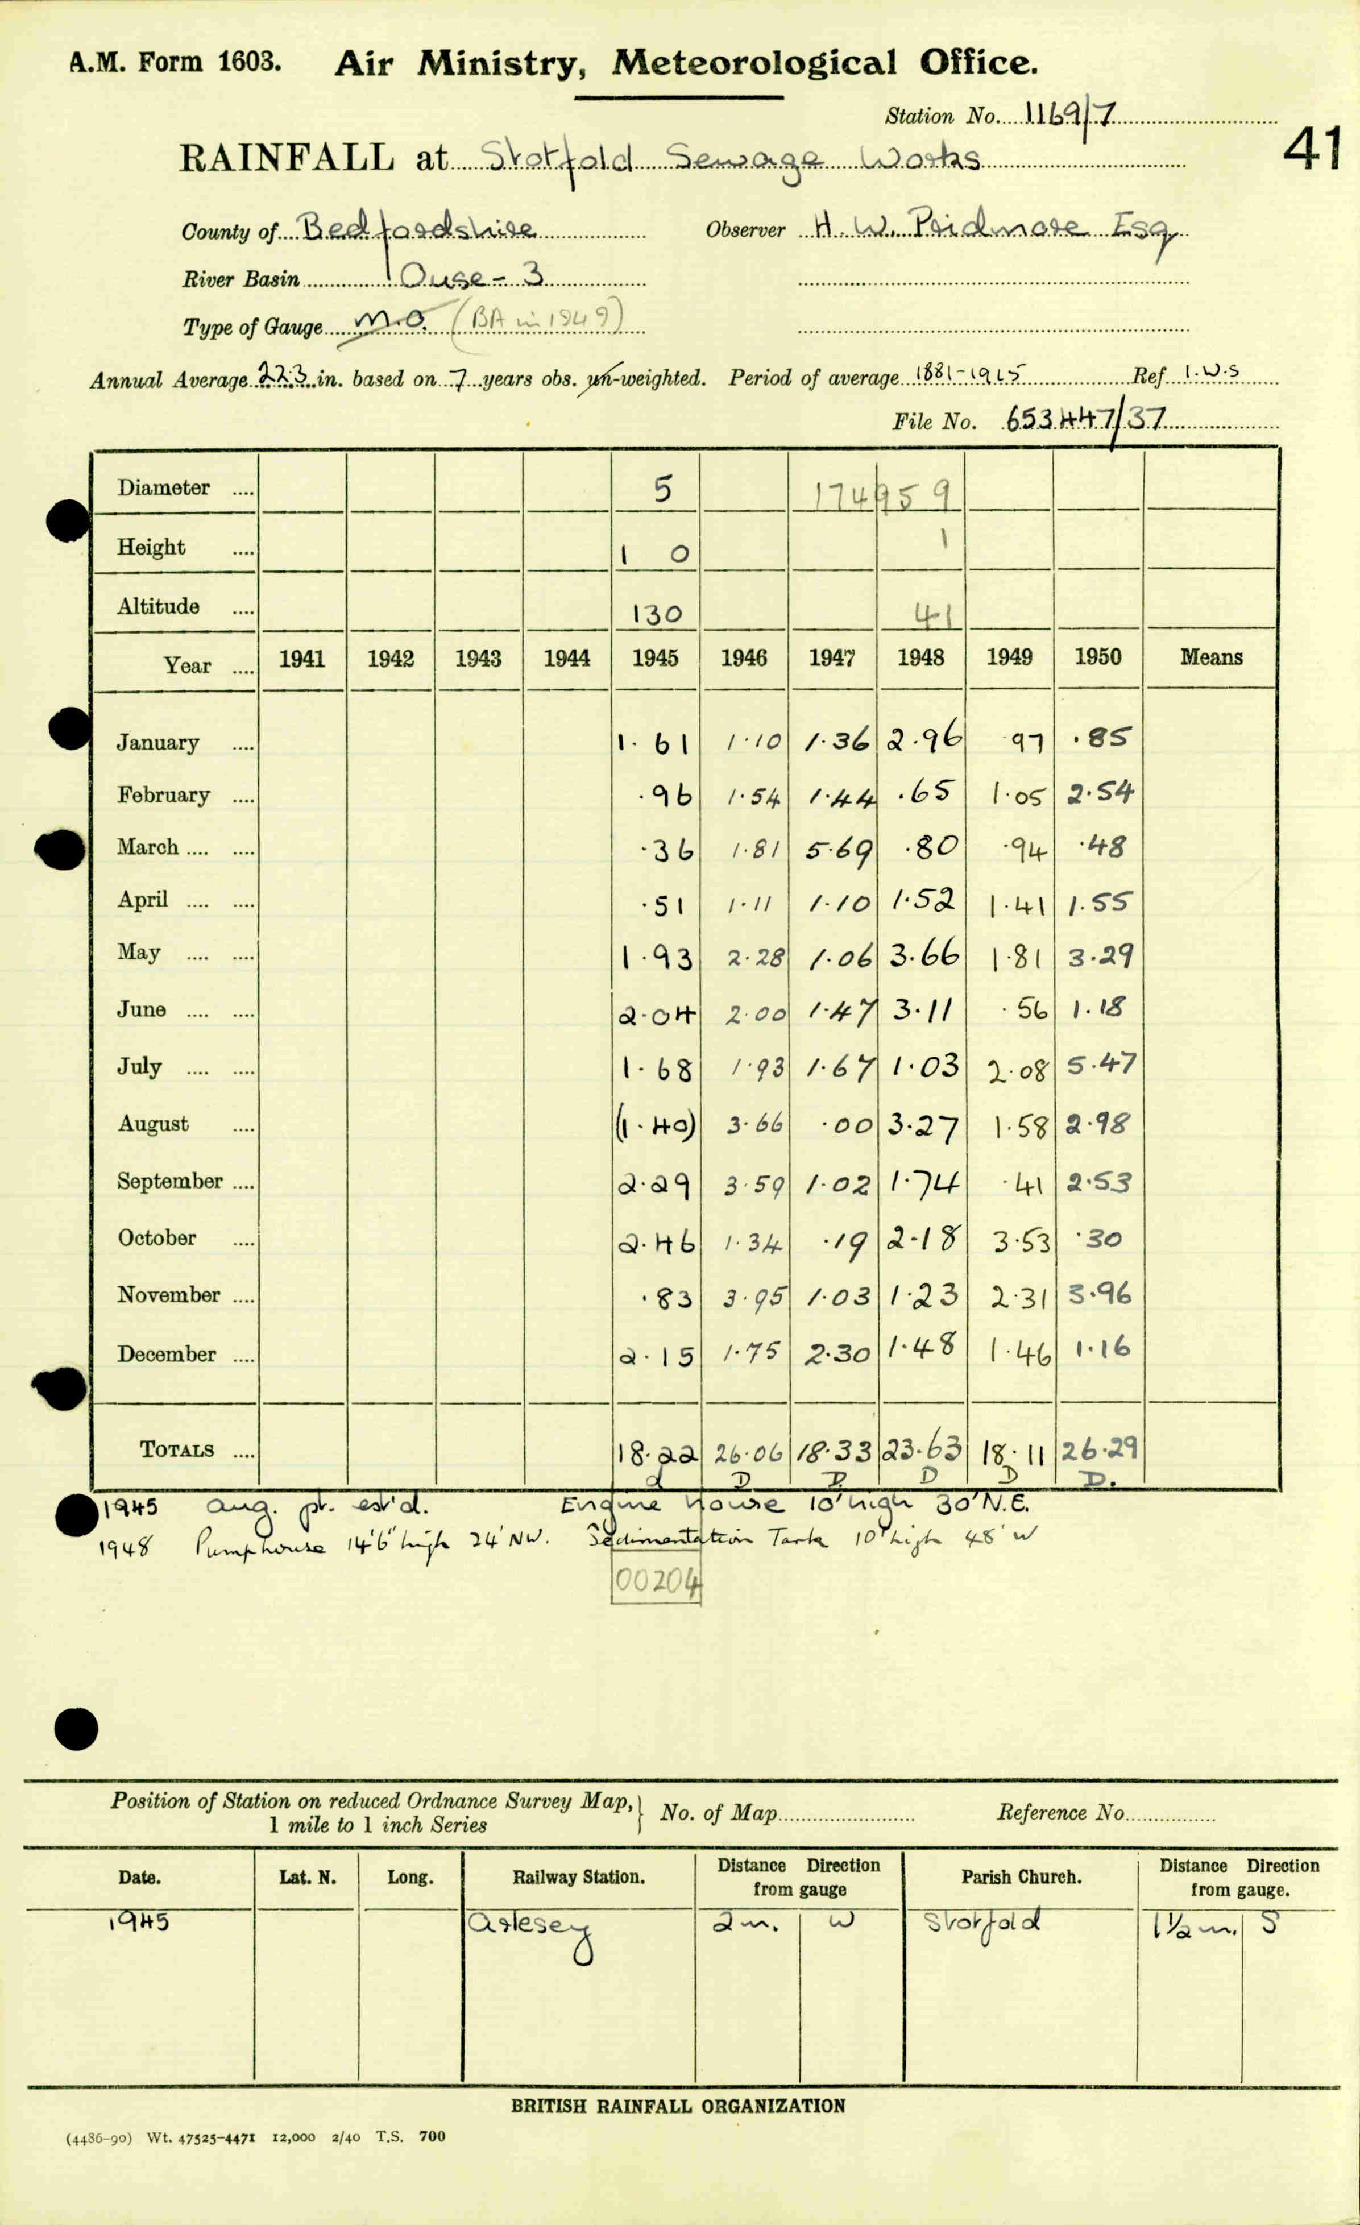 A.M. Form 1603. Air Ministry, Meteorological Office.
Station No. 1169/7
RAINFALL at Stotfold Sewage Works
41
County of Bedfordshire Observer H. W. Pridmore Esq
River Basin Ouse - 3
Type of Gauge M.O. (BA in 1949)
Annual Average 22.3 in. based on 7 years obs. un-weighted. Period of average 1881-1915 Ref I.W.S
File No. 653447/37
Diameter .... 5 174959
Height .... 1 0 1
Altitude .... 130 41
Year .... 1941 1942 1943 1944 1945 1946 1947 1948 1949 1950 Means
January .... 1.61 1.10 1.36 2.96 .97 .85
February .... .96 1.54 1.44 .65 1.05 2.54
March .... .... .36 1.81 5.69 .80 .94 .48
April .... .... .51 1.11 1.10 1.52 1.41 1.55
May .... .... 1.93 2.28 1.06 3.66 1.81 3.29
June .... .... 2.04 2.00 1.47 3.11 .56 1.18
July .... .... 1.68 1.93 1.67 1.03 2.08 5.47
August .... (1.40) 3.66 .00 3.27 1.58 2.98
September .... 2.29 3.59 1.02 1.74 .41 2.53
October .... 2.46 1.34 .19 2.18 3.53 .30
November .... .83 3.95 1.03 1.23 2.31 3.96
December .... 2.15 1.75 2.30 1.48 1.46 1.16
TOTALS .... 18.22 26.06 18.33 23.63 18.11 26.29
d D D D D D.
1945 Aug. pt. est'd. Engine house 10' high 30' N.E.
1948 Pumphouse 14'6" high 24' NW. Sedimentation Tank 10' high 48' W
00204
Position of Station on reduced Ordnance Survey Map, } No. of Map Reference No.
1 mile to 1 inch Series
Date. Lat. N. Long. Railway Station. Distance Direction from gauge Parish Church. Distance Direction from gauge.
1945 Arlesey 2m. W Stotfold 1½m. S
BRITISH RAINFALL ORGANIZATION
(4486-90) Wt. 47525-4471 12,000 2/40 T.S. 700